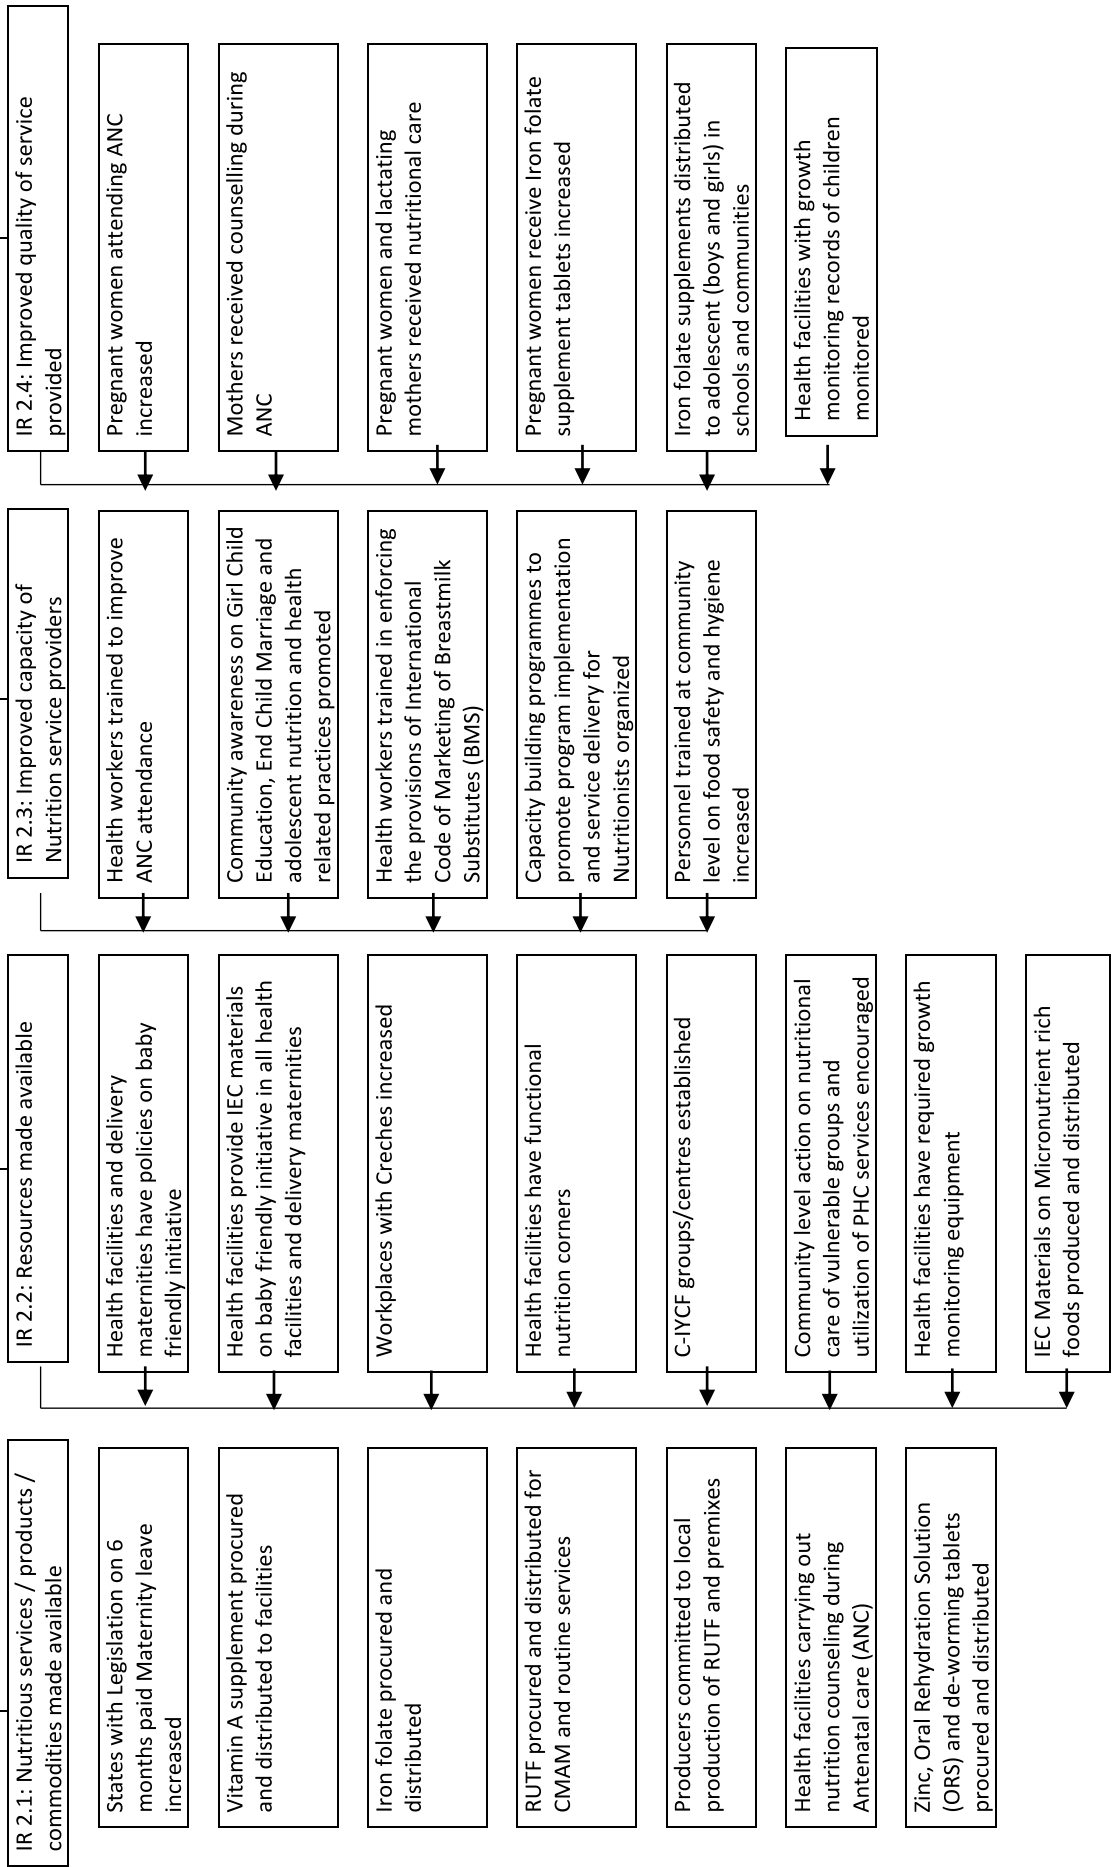 IR 2.1: Nutritious services / products /
commodities made available
States with Legislation on 6
months paid Maternity leave
increased
Vitamin A supplement procured
and distributed to facilities
Iron folate procured and
distributed
RUTF procured and distributed for
CMAM and routine services
Producers committed to local
production of RUTF and premixes
Health facilities carrying out
nutrition counseling during
Antenatal care (ANC)
Zinc, Oral Rehydration Solution
(ORS) and de-worming tablets
procured and distributed
IR 2.2: Resources made available
Health facilities and delivery
maternities have policies on baby
friendly initiative
Health facilities provide IEC materials
on baby friendly initiative in all health
facilities and delivery maternities
Workplaces with Creches increased
Health facilities have functional
nutrition corners
C-IYCF groups/centres established
Community level action on nutritional
care of vulnerable groups and
utilization of PHC services encouraged
Health facilities have required growth
monitoring equipment
IEC Materials on Micronutrient rich
foods produced and distributed
IR 2.3: Improved capacity of
Nutrition service providers
Health workers trained to improve
ANC attendance
Community awareness on Girl Child
Education, End Child Marriage and
adolescent nutrition and health
related practices promoted
Health workers trained in enforcing
the provisions of International
Code of Marketing of Breastmilk
Substitutes (BMS)
Capacity building programmes to
promote program implementation
and service delivery for
Nutritionists organized
Personnel trained at community
level on food safety and hygiene
increased
IR 2.4: Improved quality of service
provided
Pregnant women attending ANC
increased
Mothers received counselling during
ANC
Pregnant women and lactating
mothers received nutritional care
Pregnant women receive Iron folate
supplement tablets increased
Iron folate supplements distributed
to adolescent (boys and girls) in
schools and communities
Health facilities with growth
monitoring records of children
monitored